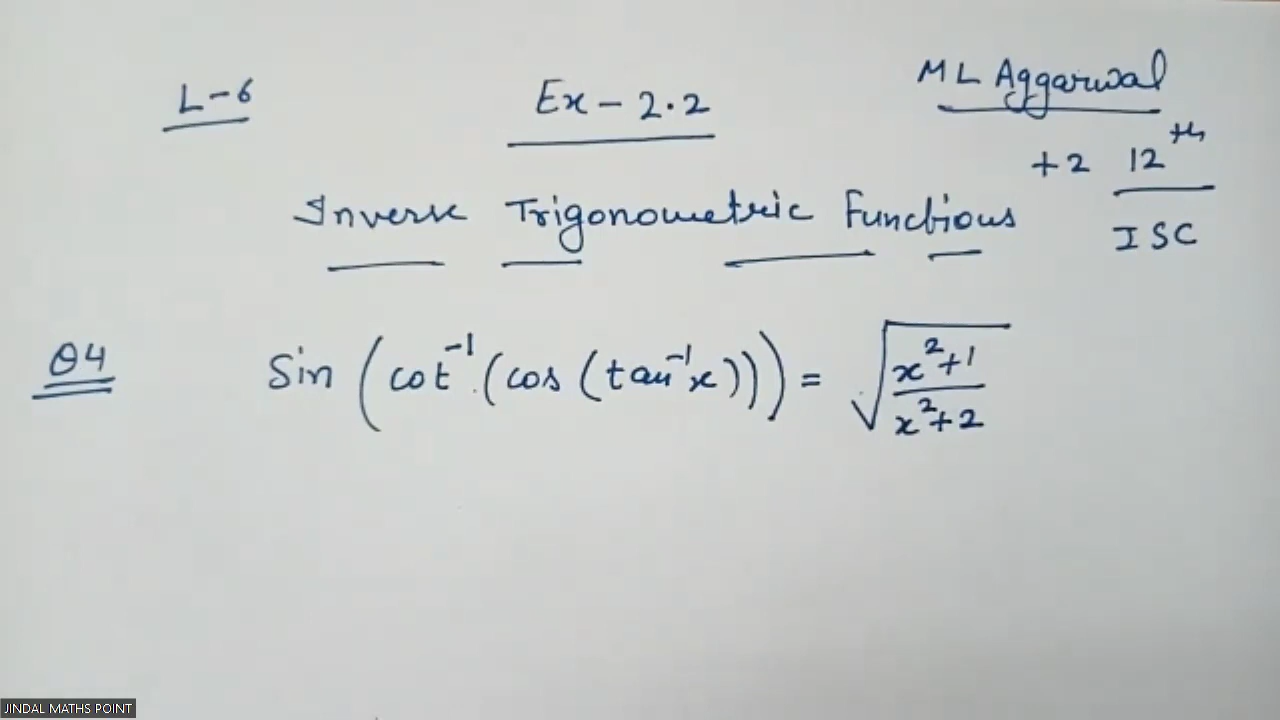 L-6 Ex-2.2 ML Aggarwal
+2 12th
Inverse Trigonometric Functions ISC
Q4 Sin(cot⁻¹(cos(tan⁻¹x))) = √((x²+1)/(x²+2))
JINDAL MATHS POINT